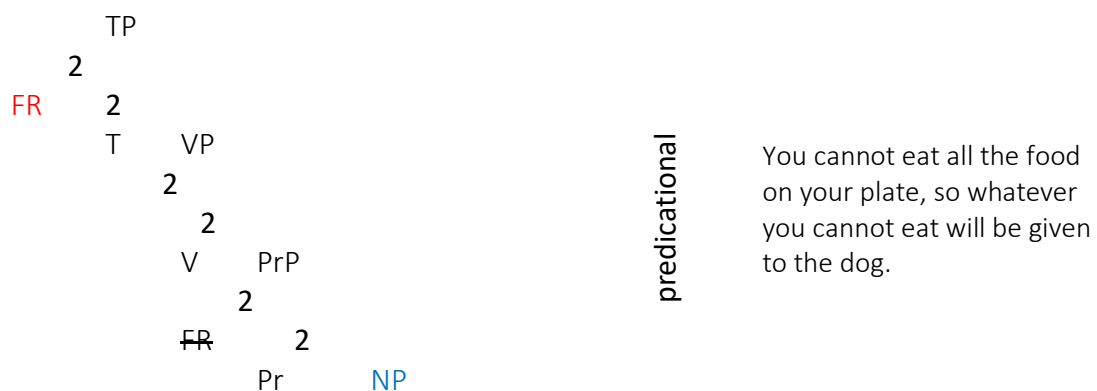 TP
2
FR 2
T VP
2
2
V PrP
2
FR 2
Pr NP
predicational
You cannot eat all the food
on your plate, so whatever
you cannot eat will be given
to the dog.